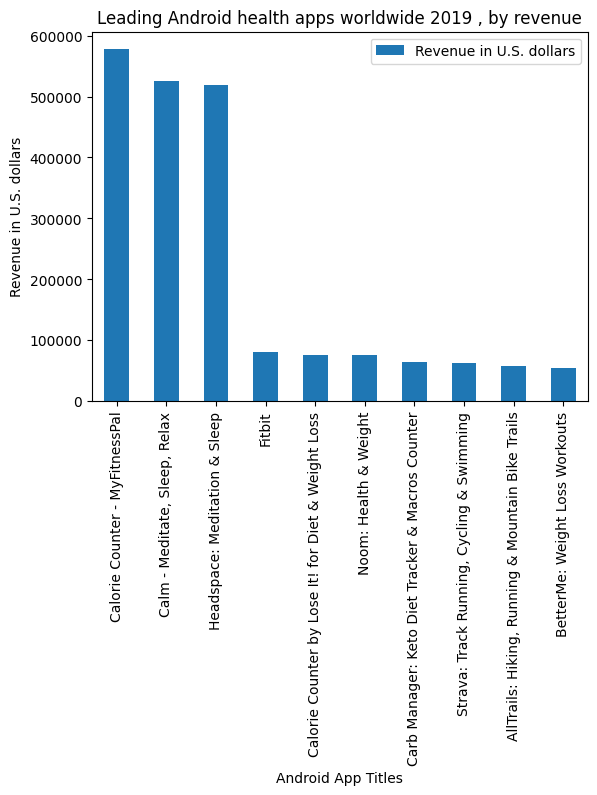 Leading Android health apps worldwide 2019 , by revenue
Revenue in U.S. dollars
Revenue in U.S. dollars
600000
500000
400000
300000
200000
100000
0
Calorie Counter - MyFitnessPal
Calm - Meditate, Sleep, Relax
Headspace: Meditation & Sleep
Fitbit
Calorie Counter by Lose It! for Diet & Weight Loss
Noom: Health & Weight
Carb Manager: Keto Diet Tracker & Macros Counter
Strava: Track Running, Cycling & Swimming
AllTrails: Hiking, Running & Mountain Bike Trails
BetterMe: Weight Loss Workouts
Android App Titles